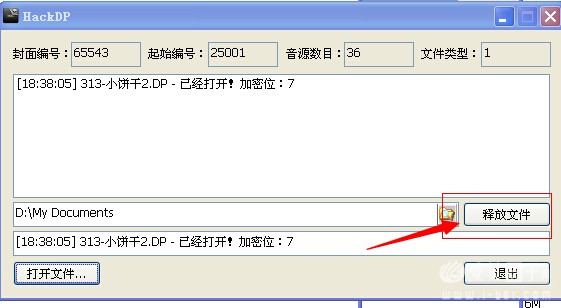 HackDP
封面编号：65543 起始编号：25001 音源数目：36 文件类型：1
[18:38:05] 313-小饼干2.DP - 已经打开! 加密位：7
D:\My Documents 释放文件
[18:38:05] 313-小饼干2.DP - 已经打开! 加密位：7
打开文件... 退出